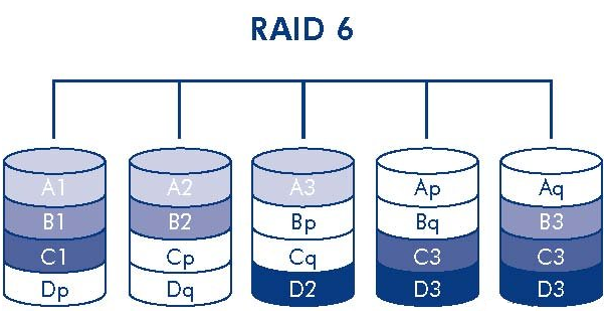 RAID 6
A1 A2 A3 Ap Aq
B1 B2 Bp Bq B3
C1 Cp Cq C3 C3
Dp Dq D2 D3 D3